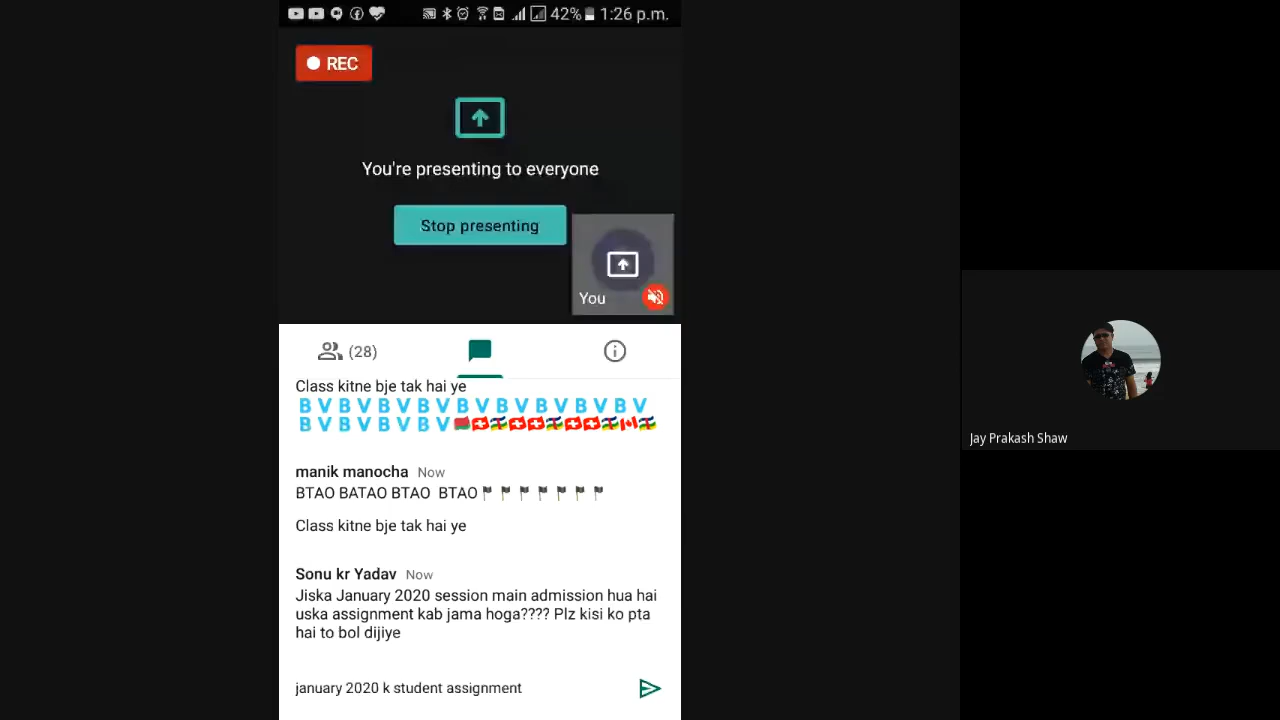 42% 1:26 p.m.
REC
You're presenting to everyone
Stop presenting
You
(28)
Class kitne bje tak hai ye
B V B V B V B V B V B V B V B V B V
B V B V B V B V 🇧🇾🇨🇭🇨🇫🇨🇭🇨🇭🇨🇫🇨🇭🇨🇭🇨🇫🇨🇦🇨🇫
manik manocha Now
BTAO BATAO BTAO BTAO🏴🏴🏴🏴🏴🏴🏴
Class kitne bje tak hai ye
Sonu kr Yadav Now
Jiska January 2020 session main admission hua hai
uska assignment kab jama hoga???? Plz kisi ko pta
hai to bol dijiye
january 2020 k student assignment
Jay Prakash Shaw